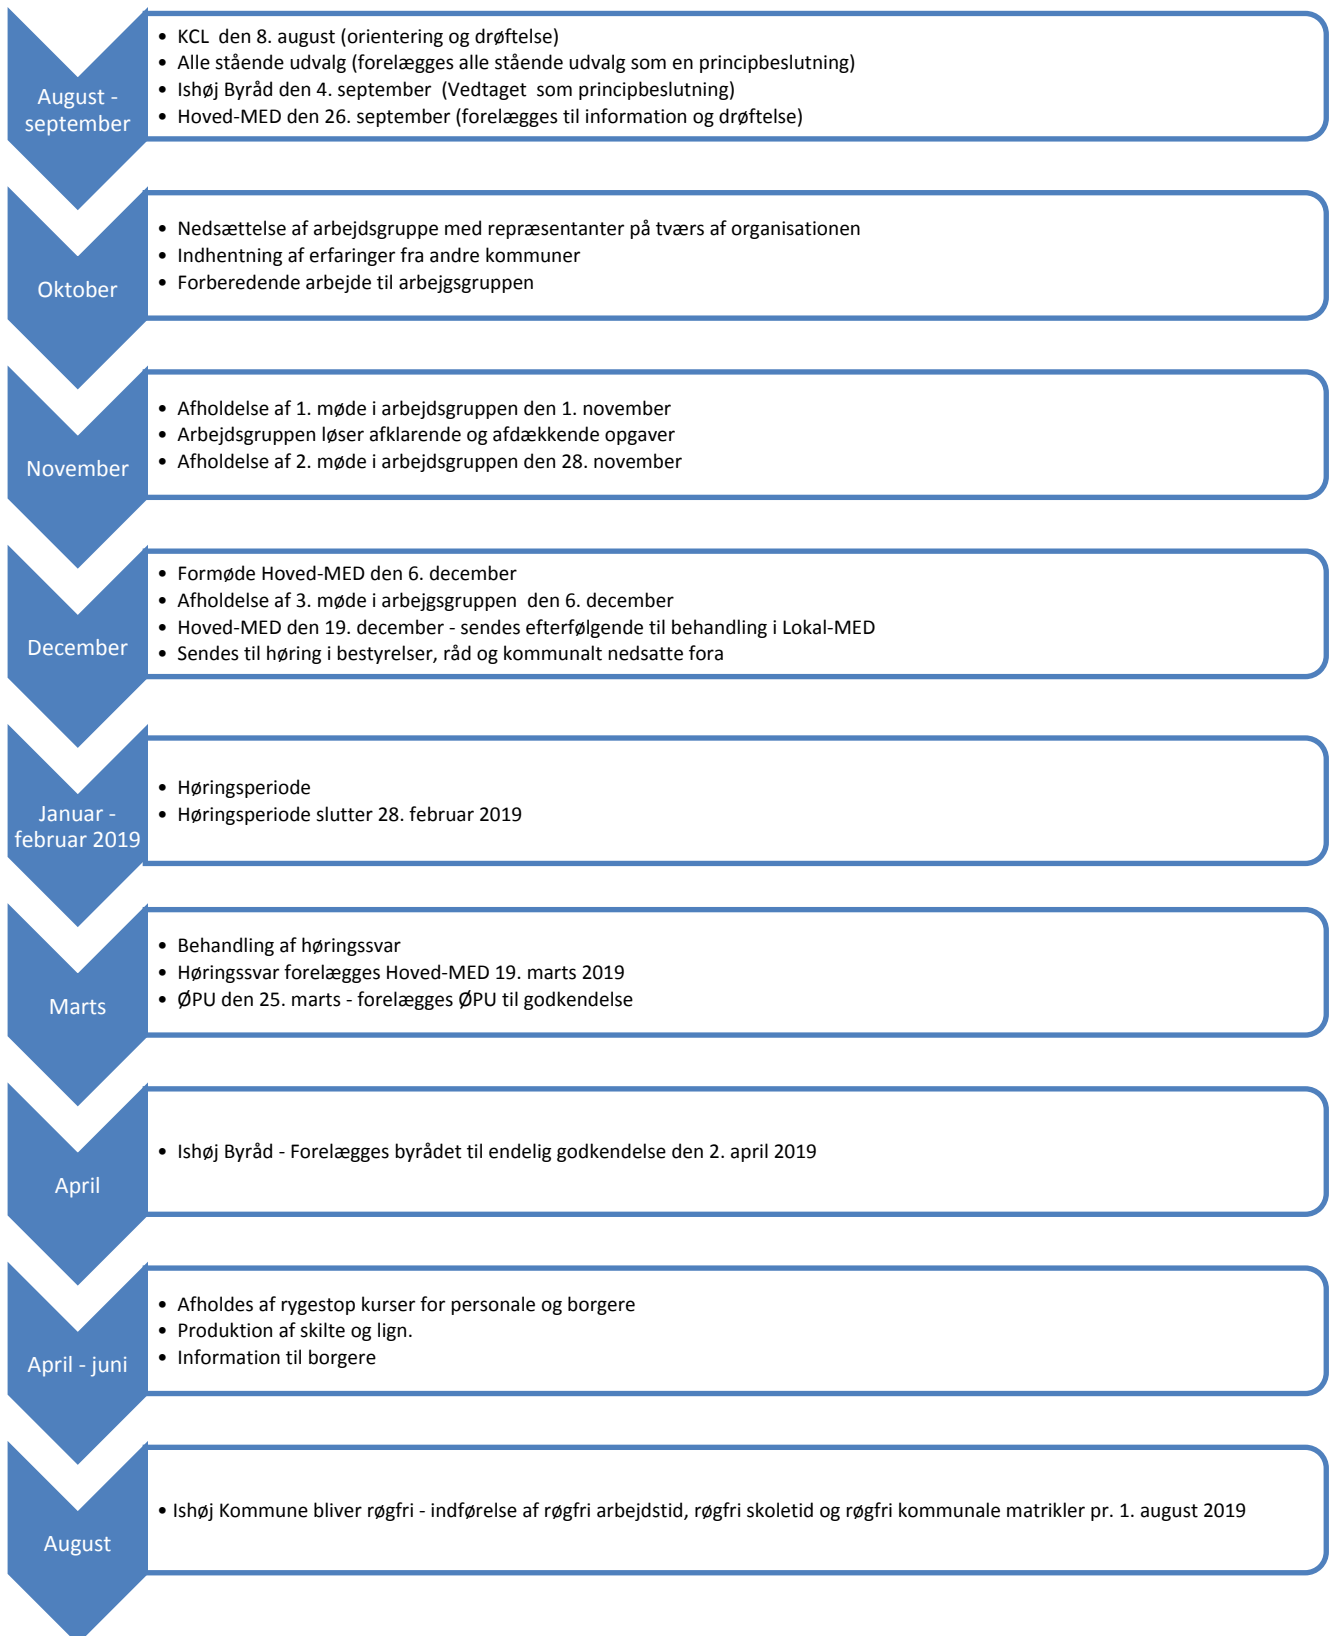 August -
september
• KCL  den 8. august (orientering og drøftelse)
• Alle stående udvalg (forelægges alle stående udvalg som en principbeslutning)
• Ishøj Byråd den 4. september  (Vedtaget  som principbeslutning)
• Hoved-MED den 26. september (forelægges til information og drøftelse)
Oktober
• Nedsættelse af arbejdsgruppe med repræsentanter på tværs af organisationen
• Indhentning af erfaringer fra andre kommuner
• Forberedende arbejde til arbejgsgruppen
November
• Afholdelse af 1. møde i arbejdsgruppen den 1. november
• Arbejdsgruppen løser afklarende og afdækkende opgaver
• Afholdelse af 2. møde i arbejdsgruppen den 28. november
December
• Formøde Hoved-MED den 6. december
• Afholdelse af 3. møde i arbejgsgruppen  den 6. december
• Hoved-MED den 19. december - sendes efterfølgende til behandling i Lokal-MED
• Sendes til høring i bestyrelser, råd og kommunalt nedsatte fora
Januar -
februar 2019
• Høringsperiode
• Høringsperiode slutter 28. februar 2019
Marts
• Behandling af høringssvar
• Høringssvar forelægges Hoved-MED 19. marts 2019
• ØPU den 25. marts - forelægges ØPU til godkendelse
April
• Ishøj Byråd - Forelægges byrådet til endelig godkendelse den 2. april 2019
April - juni
• Afholdes af rygestop kurser for personale og borgere
• Produktion af skilte og lign.
• Information til borgere
August
• Ishøj Kommune bliver røgfri - indførelse af røgfri arbejdstid, røgfri skoletid og røgfri kommunale matrikler pr. 1. august 2019